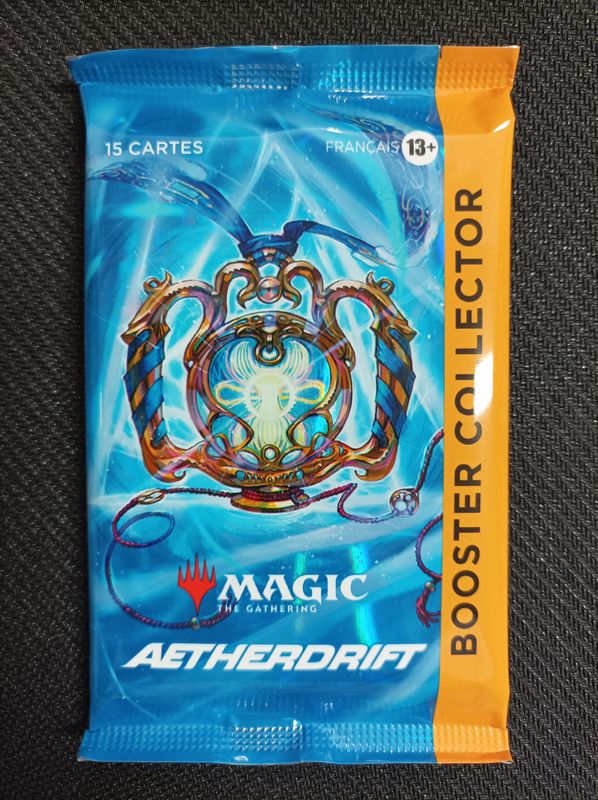 15 CARTES
FRANÇAIS 13+
BOOSTER COLLECTOR
MAGIC
THE GATHERING
AETHERDRIFT